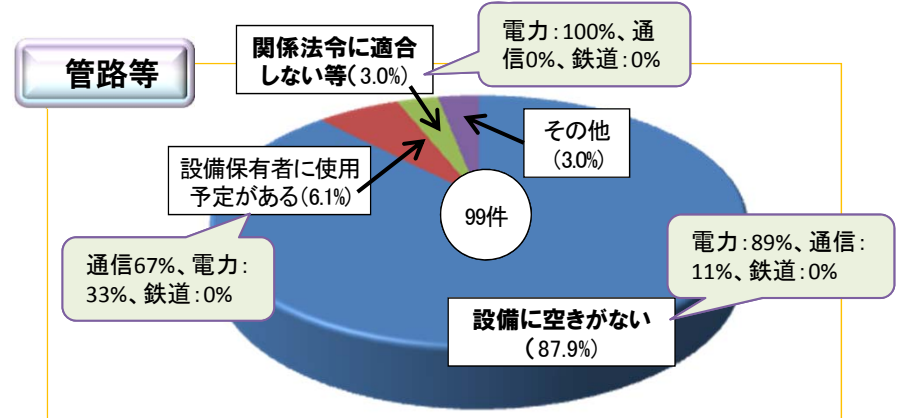 管路等
関係法令に適合
しない等(3.0%)
電力:100%、通
信0%、鉄道:0%
その他
(3.0%)
設備保有者に使用
予定がある(6.1%)
99件
通信67%、電力:
33%、鉄道:0%
電力:89%、通信:
11%、鉄道:0%
設備に空きがない
(87.9%)